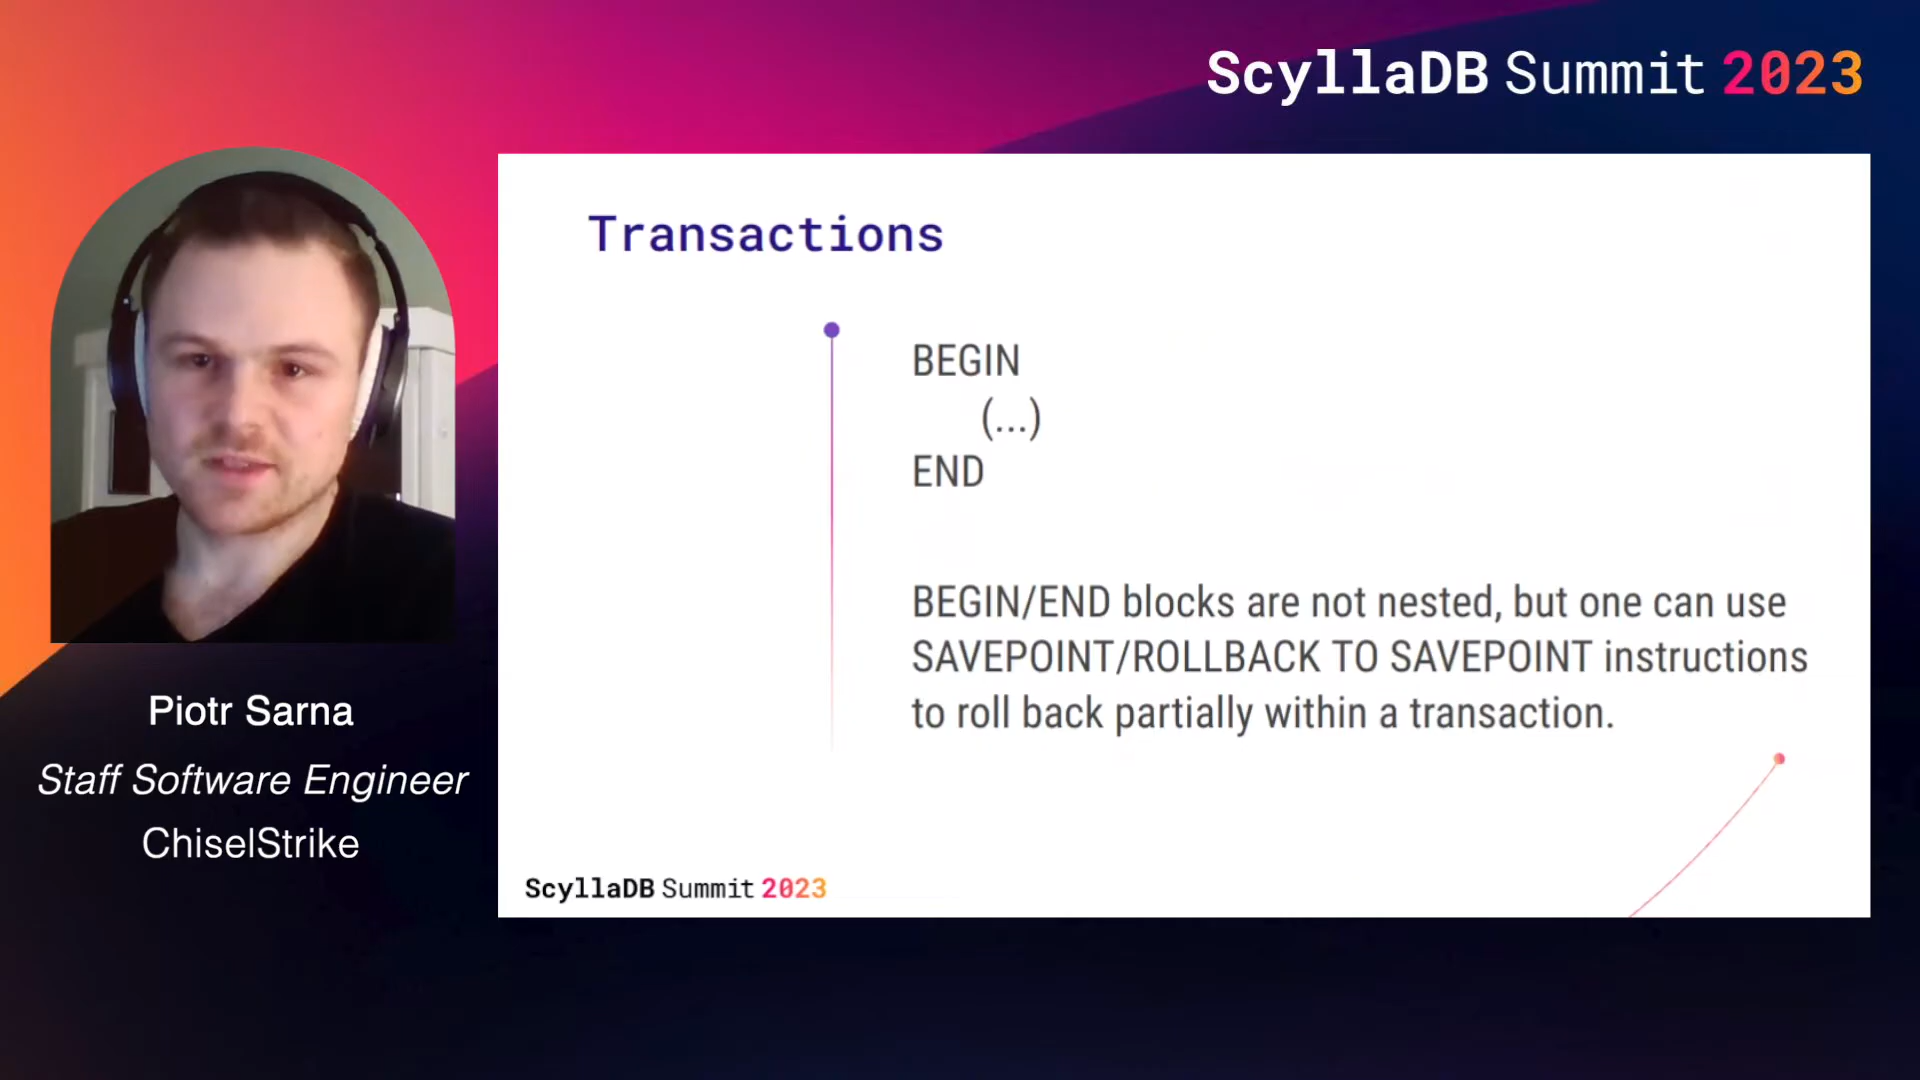 ScyllaDB Summit 2023
Transactions
BEGIN
(...)
END
BEGIN/END blocks are not nested, but one can use
SAVEPOINT/ROLLBACK TO SAVEPOINT instructions
to roll back partially within a transaction.
ScyllaDB Summit 2023
Piotr Sarna
Staff Software Engineer
ChiselStrike